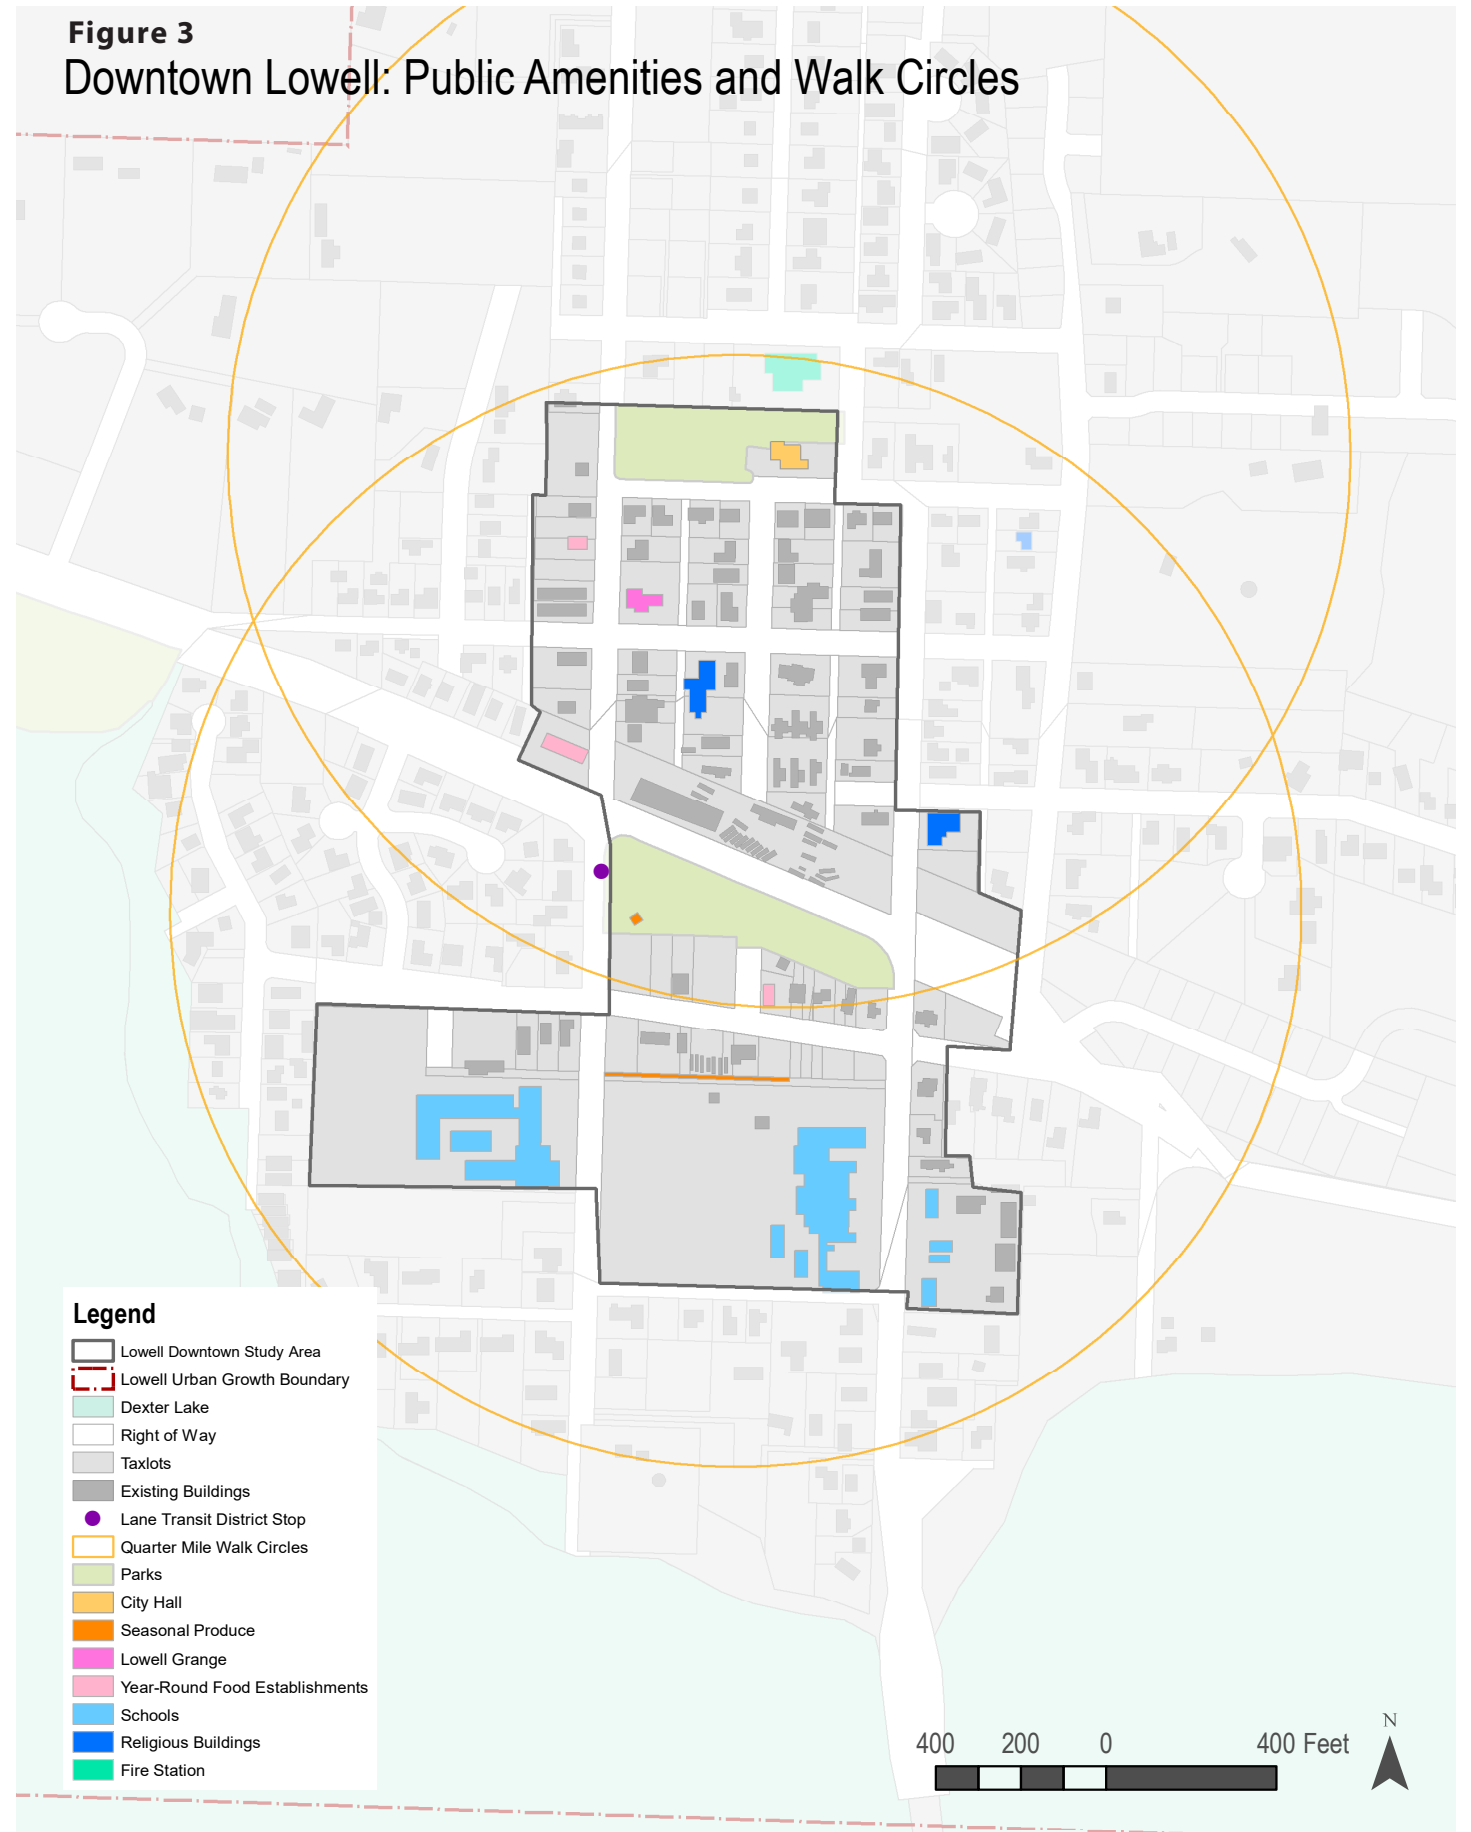 Figure 3
Downtown Lowell: Public Amenities and Walk Circles
Legend
Lowell Downtown Study Area
Lowell Urban Growth Boundary
Dexter Lake
Right of Way
Taxlots
Existing Buildings
Lane Transit District Stop
Quarter Mile Walk Circles
Parks
City Hall
Seasonal Produce
Lowell Grange
Year-Round Food Establishments
Schools
Religious Buildings
Fire Station
400 200 0 400 Feet
N